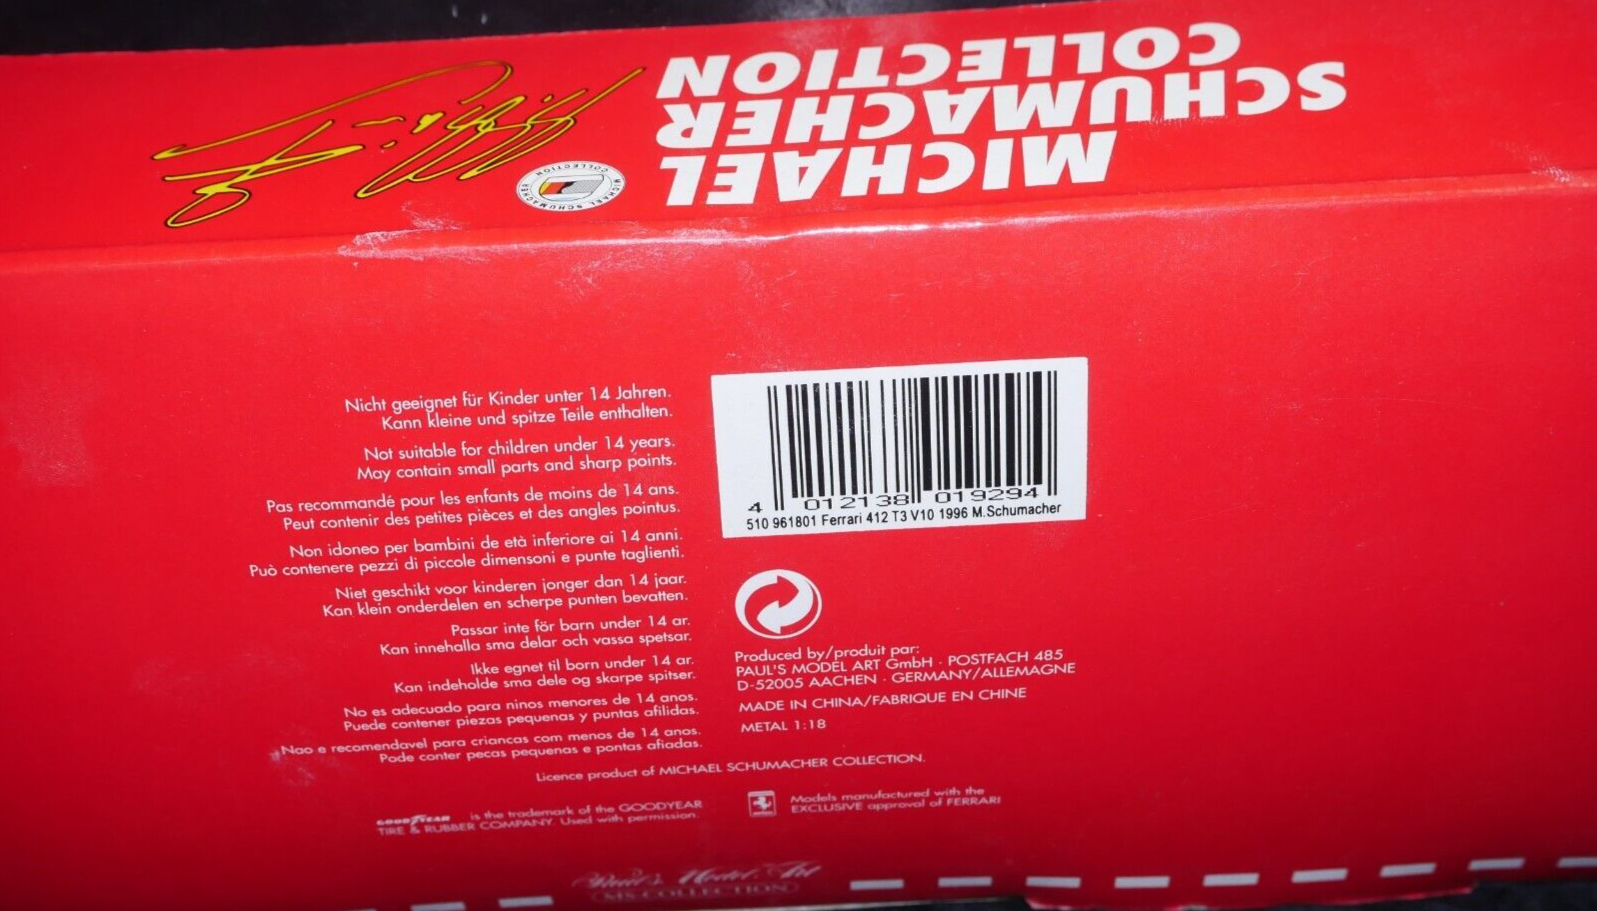 MICHAEL
SCHUMACHER
COLLECTION
MICHAEL SCHUMACHER COLLECTION
Nicht geeignet für Kinder unter 14 Jahren.
Kann kleine und spitze Teile enthalten.
Not suitable for children under 14 years.
May contain small parts and sharp points.
Pas recommandé pour les enfants de moins de 14 ans.
Peut contenir des petites pièces et des angles pointus.
Non idoneo per bambini de età inferiore ai 14 anni.
Può contenere pezzi di piccole dimensoni e punte taglienti.
Niet geschikt voor kinderen jonger dan 14 jaar.
Kan klein onderdelen en scherpe punten bevatten.
Passar inte för barn under 14 ar.
Kan innehalla sma delar och vassa spetsar.
Ikke egnet til born under 14 ar.
Kan indeholde sma dele og skarpe spitser.
No es adecuado para ninos menores de 14 anos.
Puede contener piezas pequenas y puntas afilidas.
Nao e recomendavel para criancas com menos de 14 anos.
Pode conter pecas pequenas e pontas afiadas.
4 012138 019294
510 961801 Ferrari 412 T3 V10 1996 M.Schumacher
Produced by/produit par:
PAUL'S MODEL ART GmbH · POSTFACH 485
D-52005 AACHEN · GERMANY/ALLEMAGNE
MADE IN CHINA/FABRIQUE EN CHINE
METAL 1:18
Licence product of MICHAEL SCHUMACHER COLLECTION.
GOODYEAR is the trademark of the GOODYEAR
TIRE & RUBBER COMPANY. Used with permission.
Models manufactured with the
EXCLUSIVE approval of FERRARI
Paul's Model Art
MS-COLLECTION